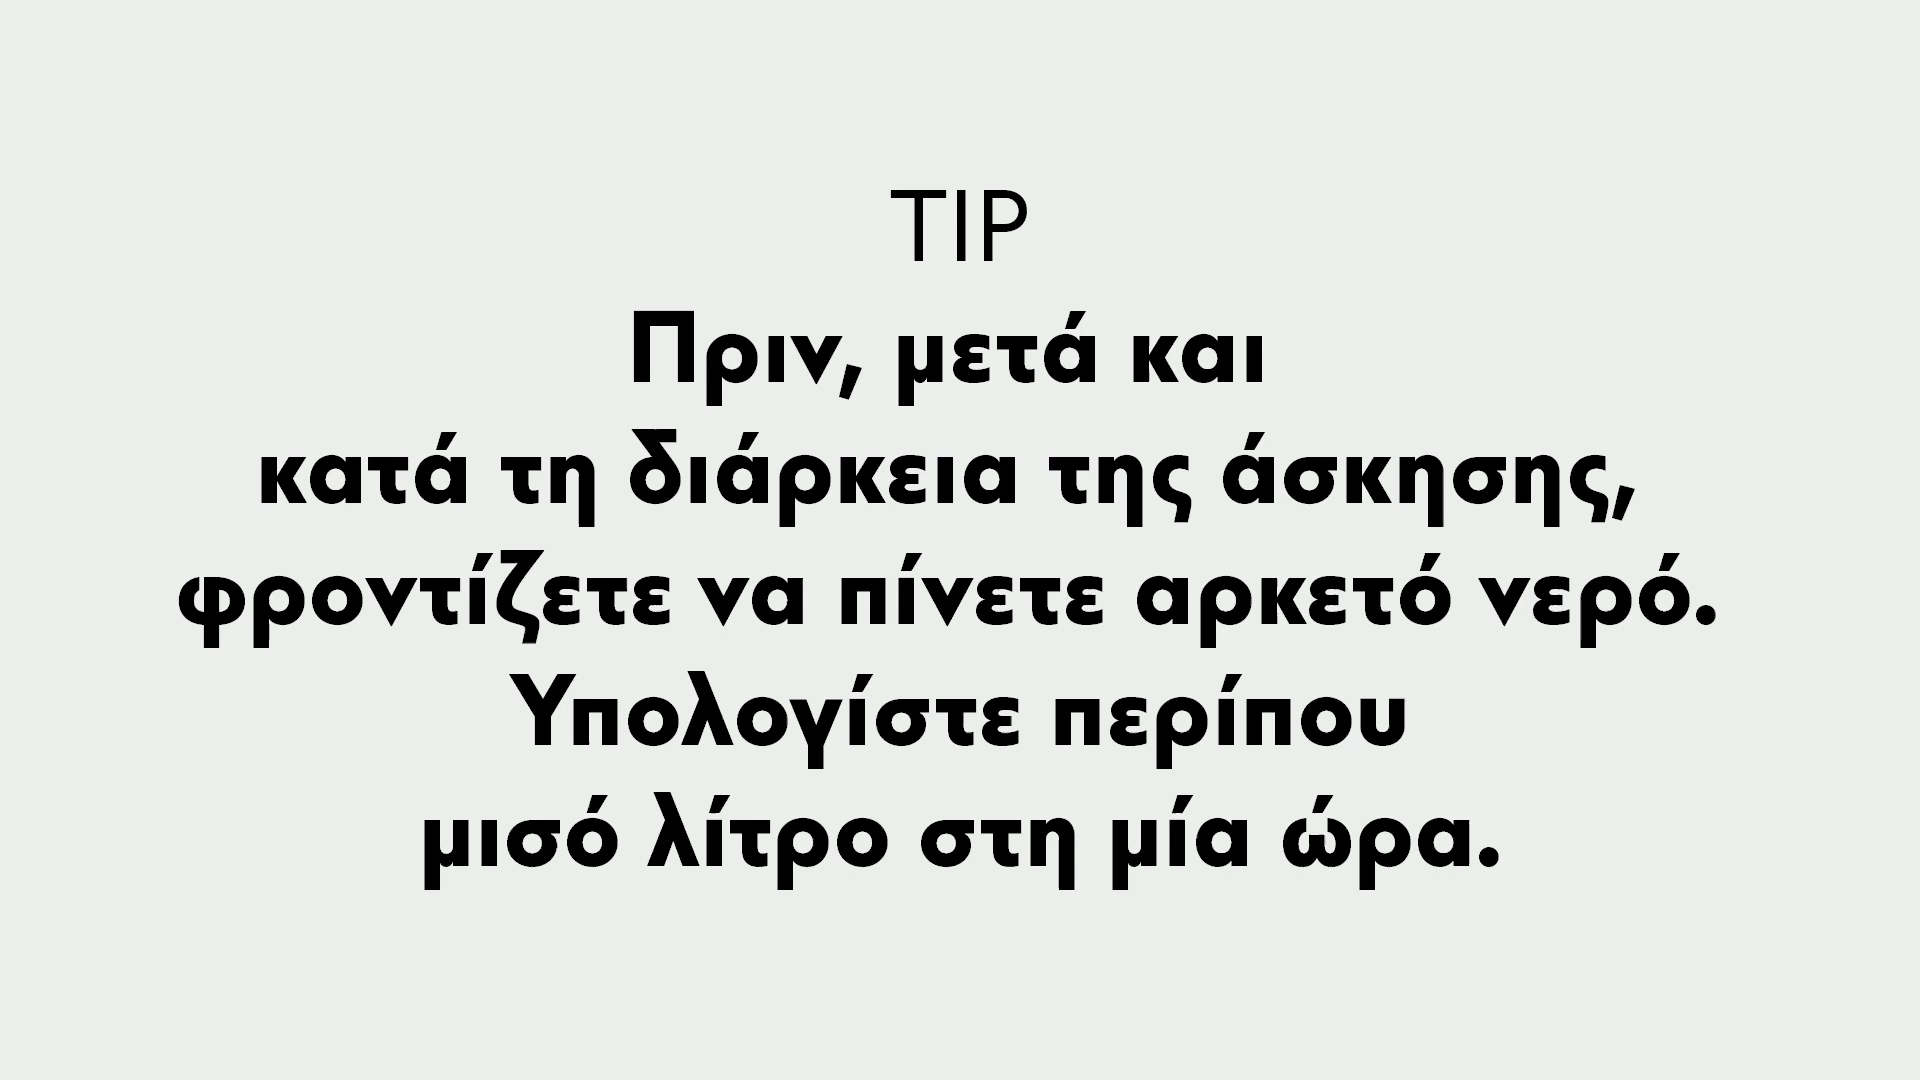 TIP
Πριν, μετά και
κατά τη διάρκεια της άσκησης,
φροντίζετε να πίνετε αρκετό νερό.
Υπολογίστε περίπου
μισό λίτρο στη μία ώρα.